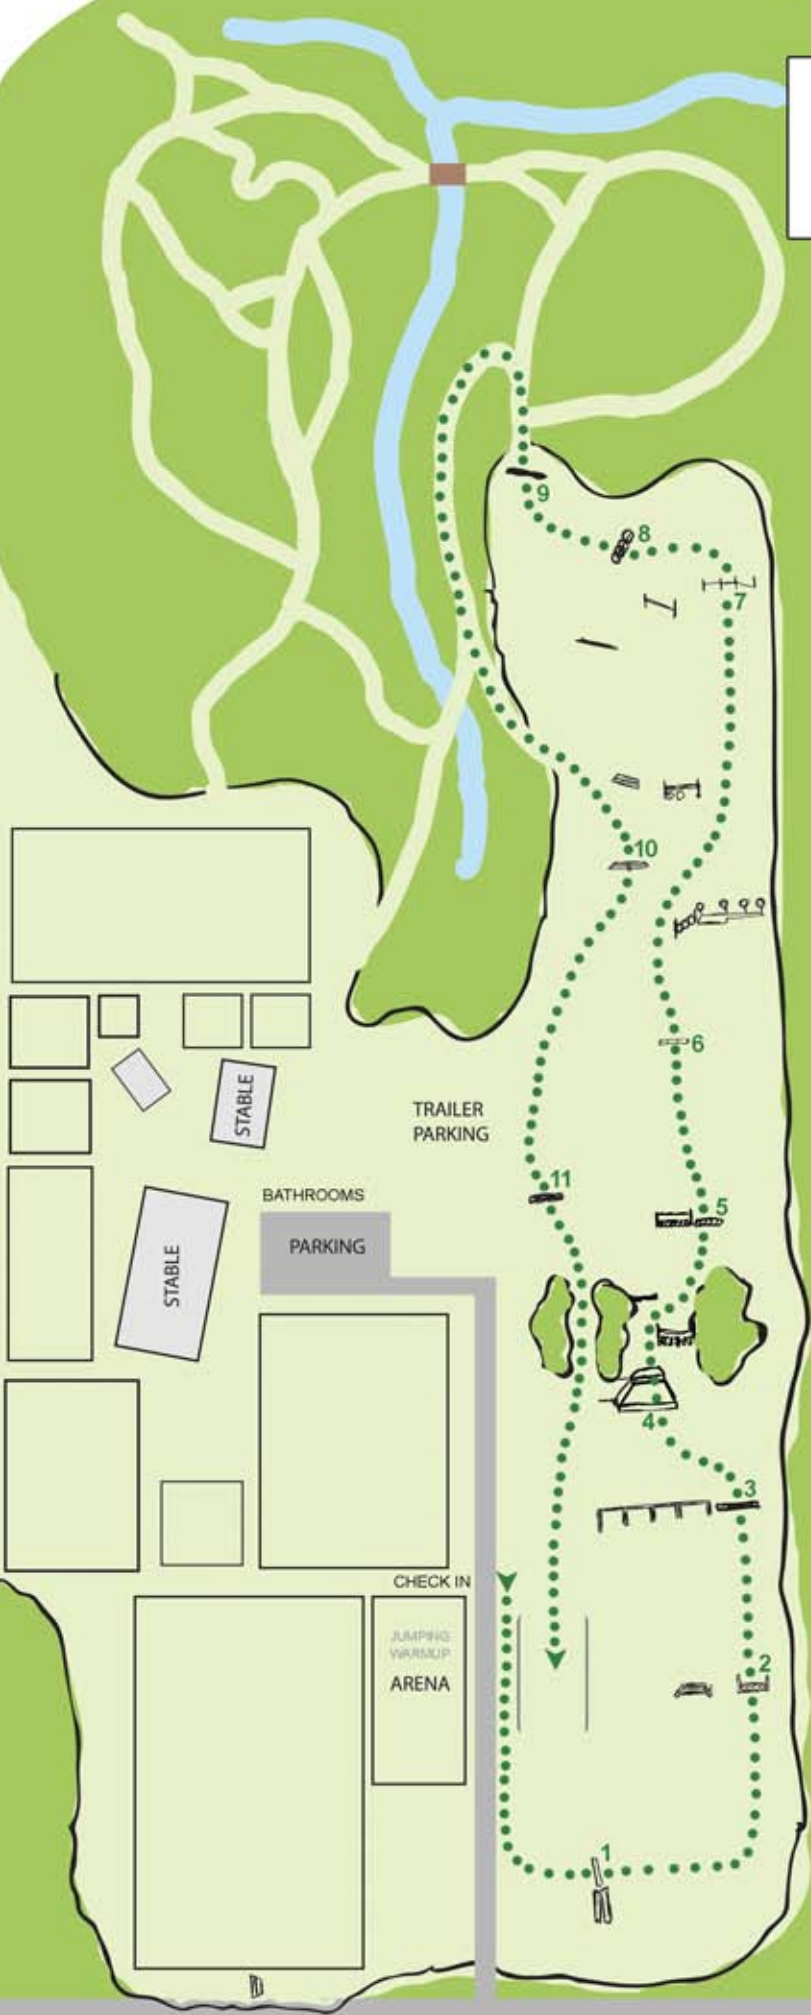 9
8
7
10
6
TRAILER
PARKING
STABLE
11
BATHROOMS
5
PARKING
STABLE
4
3
CHECK IN
JUMPING
WARMUP
ARENA
2
1